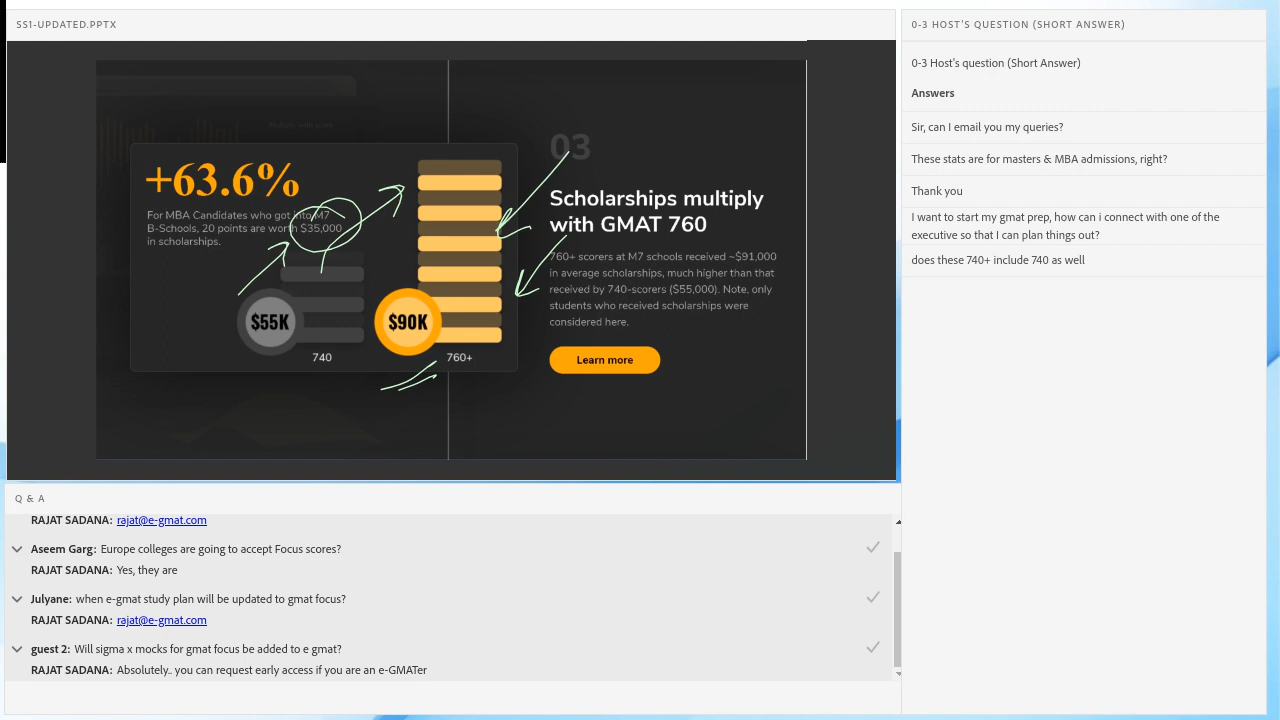 SS1-UPDATED.PPTX
+63.6%
For MBA Candidates who got into M7
B-Schools, 20 points are worth $35,000
in scholarships.
$55K
$90K
740
760+
03
Scholarships multiply
with GMAT 760
760+ scorers at M7 schools received ~$91,000
in average scholarships, much higher than that
received by 740-scorers ($55,000). Note, only
students who received scholarships were
considered here.
Learn more
Q & A
RAJAT SADANA: rajat@e-gmat.com
Aseem Garg: Europe colleges are going to accept Focus scores?
RAJAT SADANA: Yes, they are
Julyane: when e-gmat study plan will be updated to gmat focus?
RAJAT SADANA: rajat@e-gmat.com
guest 2: Will sigma x mocks for gmat focus be added to e gmat?
RAJAT SADANA: Absolutely.. you can request early access if you are an e-GMATer
0-3 HOST'S QUESTION (SHORT ANSWER)
0-3 Host's question (Short Answer)
Answers
Sir, can I email you my queries?
These stats are for masters & MBA admissions, right?
Thank you
I want to start my gmat prep, how can i connect with one of the
executive so that I can plan things out?
does these 740+ include 740 as well